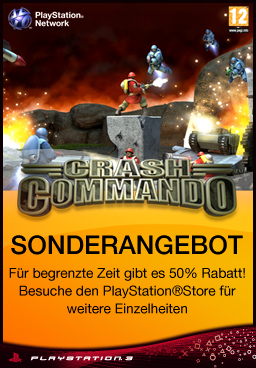 PlayStation®
Network
12
www.pegi.info
CRASH
COMMANDO
SONDERANGEBOT
Für begrenzte Zeit gibt es 50% Rabatt!
Besuche den PlayStation®Store für
weitere Einzelheiten
PLAYSTATION 3